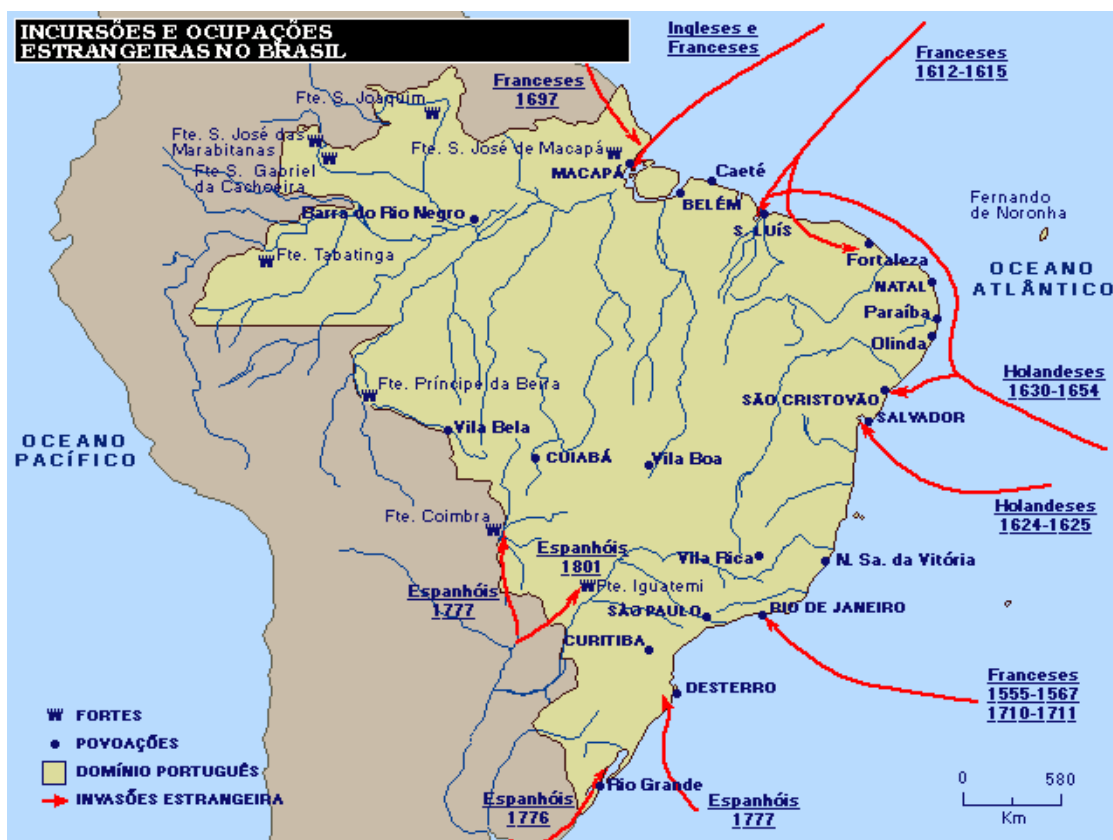 INCURSÕES E OCUPAÇÕES
ESTRANGEIRAS NO BRASIL
Ingleses e
Franceses
Franceses
1612-1615
Franceses
1697
Fte. S. Joaquim
Fte. S. José das
Marabitanas
Fte. S. José de Macapá
MACAPÁ
Fte S. Gabriel
da Cachoeira
Caeté
BELÉM
Barra do Rio Negro
S. LUÍS
Fernando
de Noronha
Fte. Tabatinga
Fortaleza
OCEANO
ATLÂNTICO
NATAL
Paraíba
Olinda
Fte. Príncipe da Beira
Holandeses
1630-1654
SÃO CRISTOVÃO
SALVADOR
OCEANO
PACÍFICO
Vila Bela
CUIABÁ
Vila Boa
Fte. Coimbra
Holandeses
1624-1625
Espanhóis
1801
Vila Rica
N. Sa. da Vitória
Espanhóis
1777
Fte. Iguatemi
SÃO PAULO
RIO DE JANEIRO
CURITIBA
Franceses
1555-1567
1710-1711
DESTERRO
FORTES
POVOAÇÕES
DOMÍNIO PORTUGUÊS
INVASÕES ESTRANGEIRA
Rio Grande
Espanhóis
1776
Espanhóis
1777
0 580
Km